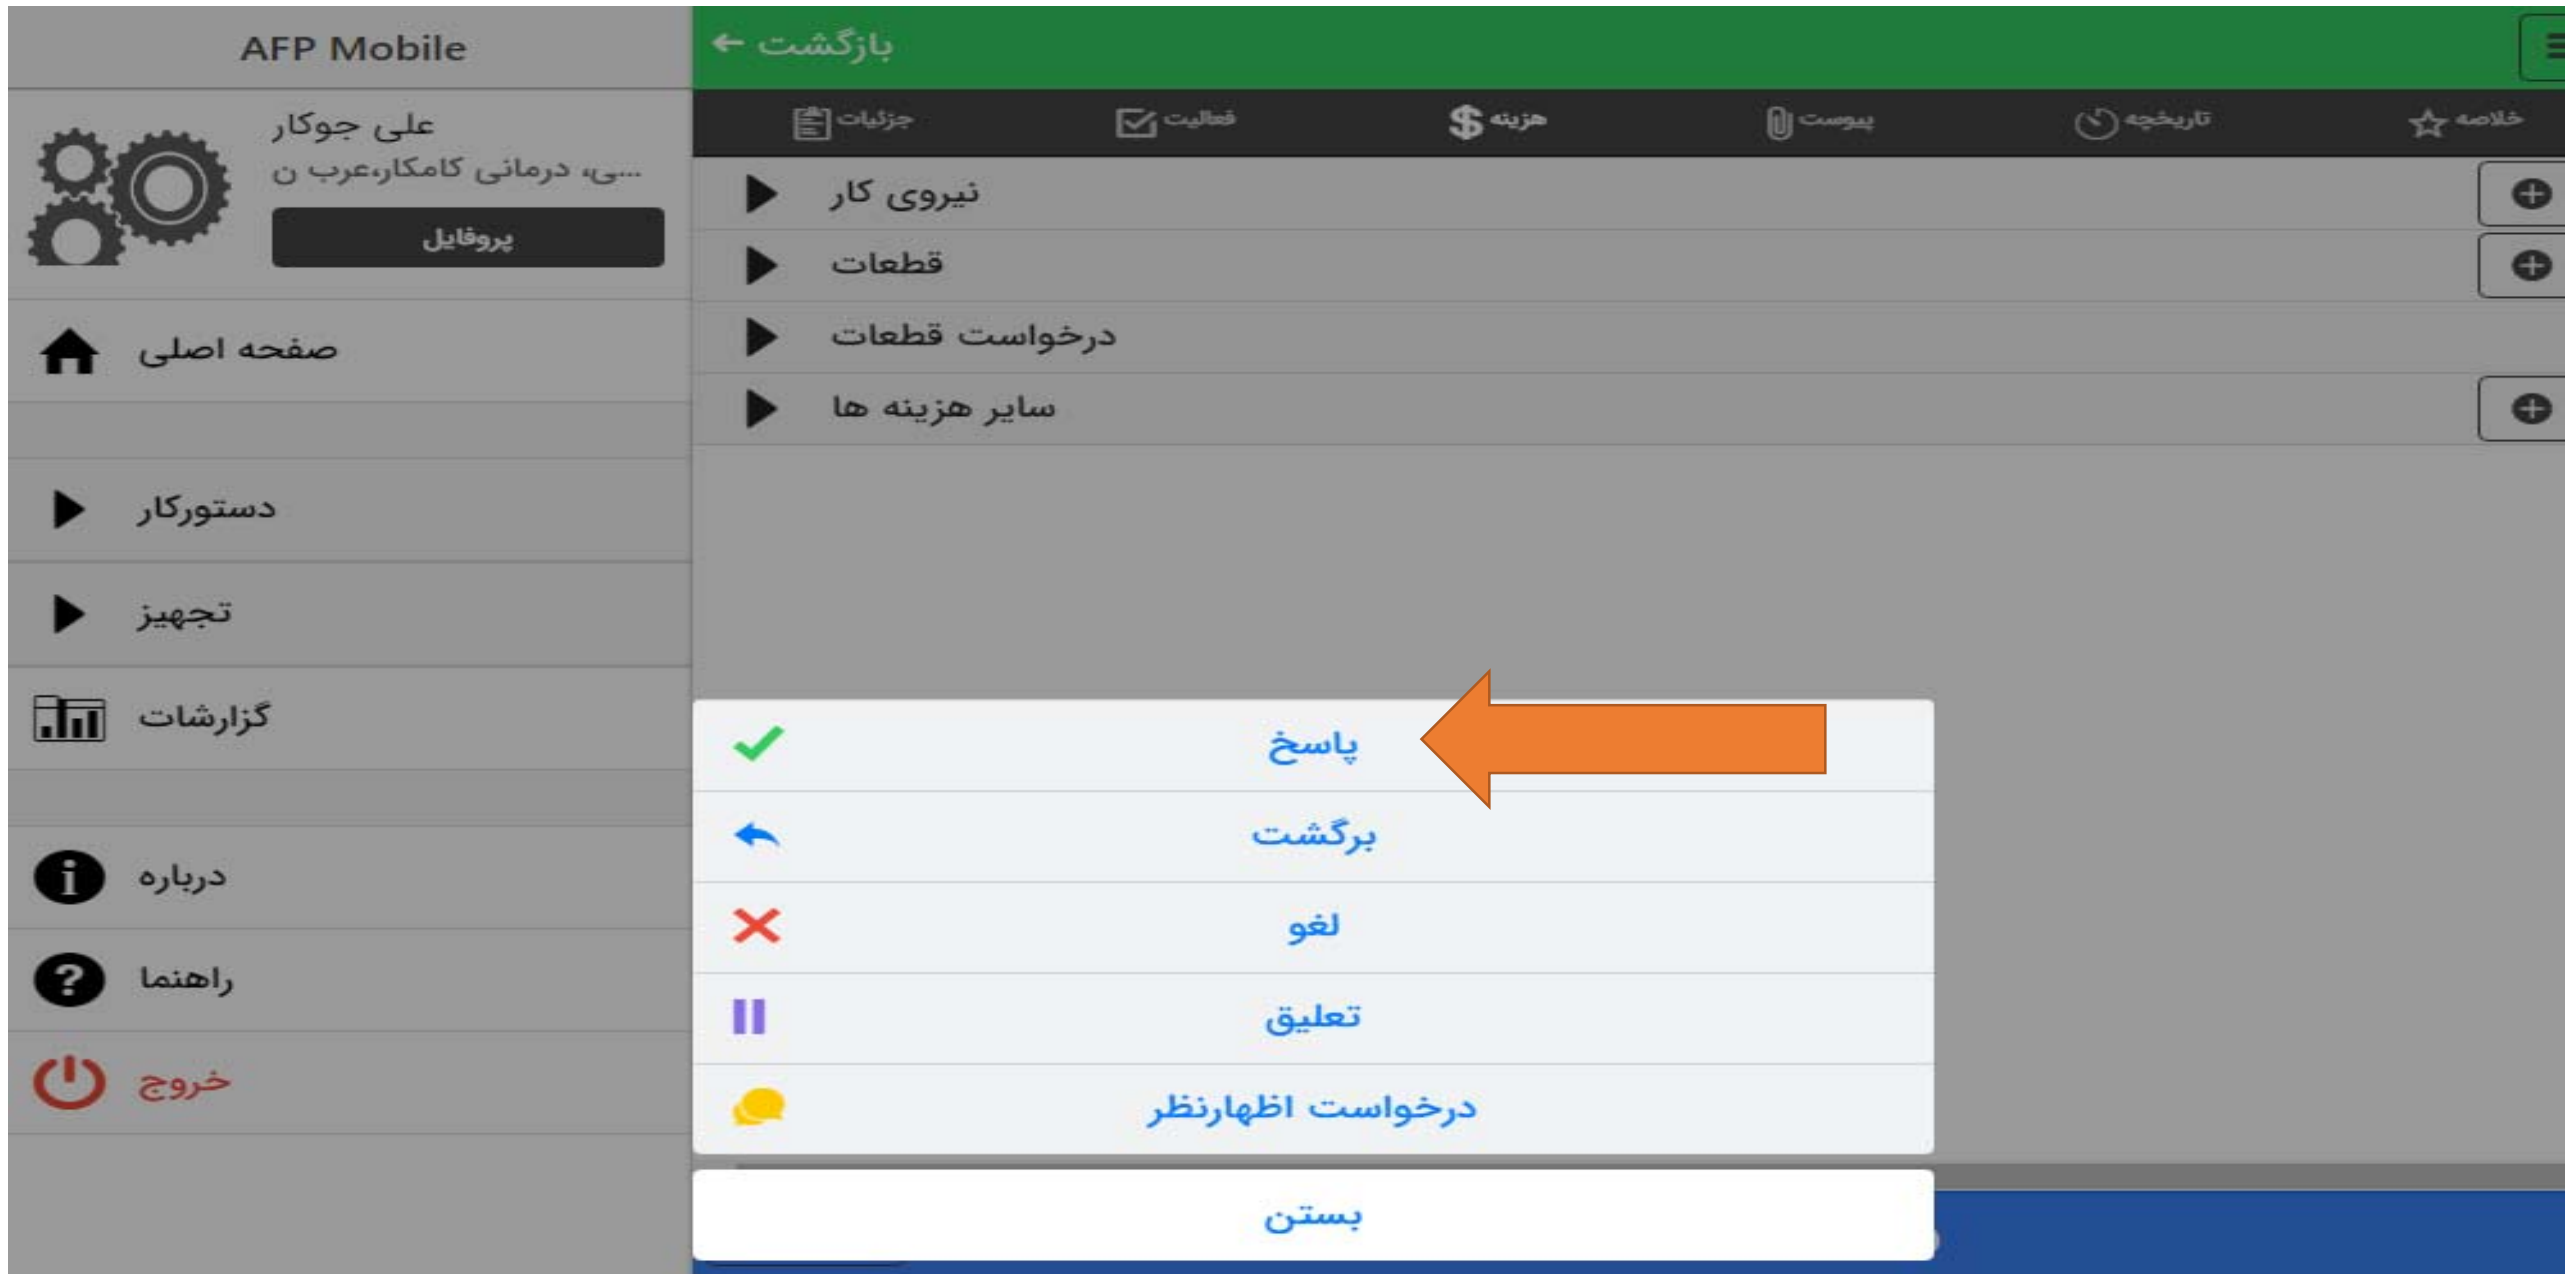 AFP Mobile
علی جوکار
...ی، درمانی کامکار،عرب ن
پروفایل
صفحه اصلی
دستورکار
تجهیز
گزارشات
درباره
راهنما
خروج
بازگشت
جزئیات
فعالیت
هزینه
پیوست
تاریخچه
خلاصه
نیروی کار
قطعات
درخواست قطعات
سایر هزینه ها
پاسخ
برگشت
لغو
تعلیق
درخواست اظهارنظر
بستن